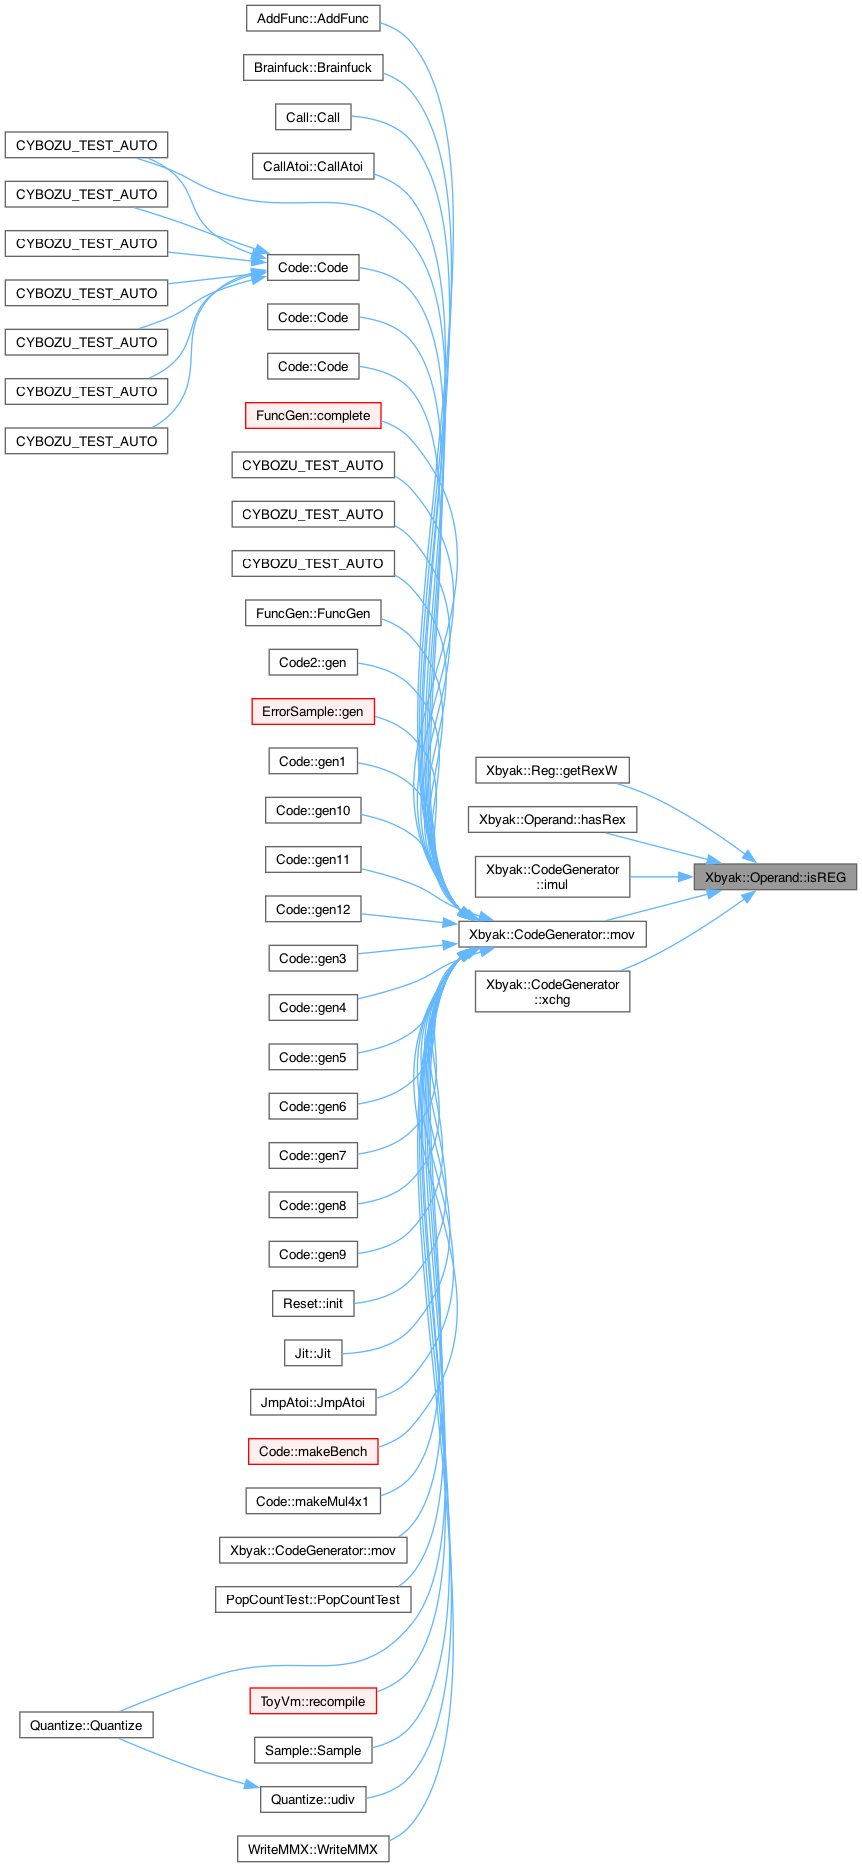 AddFunc::AddFunc
Brainfuck::Brainfuck
Call::Call
CYBOZU_TEST_AUTO
CallAtoi::CallAtoi
CYBOZU_TEST_AUTO
CYBOZU_TEST_AUTO
Code::Code
CYBOZU_TEST_AUTO
Code::Code
CYBOZU_TEST_AUTO
Code::Code
CYBOZU_TEST_AUTO
FuncGen::complete
CYBOZU_TEST_AUTO
CYBOZU_TEST_AUTO
CYBOZU_TEST_AUTO
CYBOZU_TEST_AUTO
FuncGen::FuncGen
Code2::gen
ErrorSample::gen
Code::gen1
Xbyak::Reg::getRexW
Code::gen10
Xbyak::Operand::hasRex
Code::gen11
Xbyak::CodeGenerator
::imul
Xbyak::Operand::isREG
Code::gen12
Xbyak::CodeGenerator::mov
Code::gen3
Xbyak::CodeGenerator
::xchg
Code::gen4
Code::gen5
Code::gen6
Code::gen7
Code::gen8
Code::gen9
Reset::init
Jit::Jit
JmpAtoi::JmpAtoi
Code::makeBench
Code::makeMul4x1
Xbyak::CodeGenerator::mov
PopCountTest::PopCountTest
ToyVm::recompile
Quantize::Quantize
Sample::Sample
Quantize::udiv
WriteMMX::WriteMMX